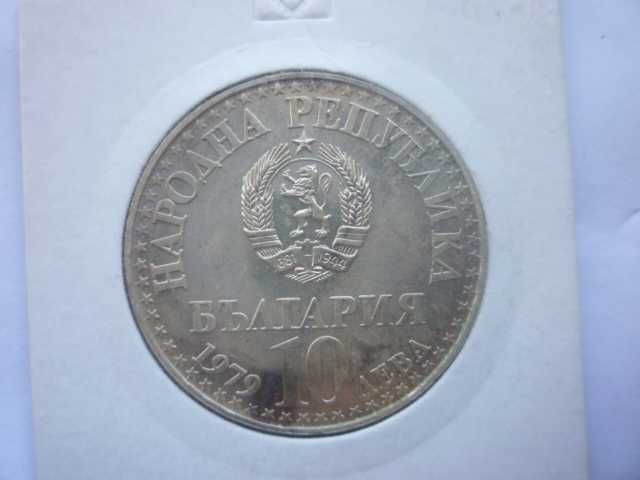 НАРОДНА РЕПУБЛИКА
681 1944
БЪЛГАРИЯ
1979 10 ЛЕВА